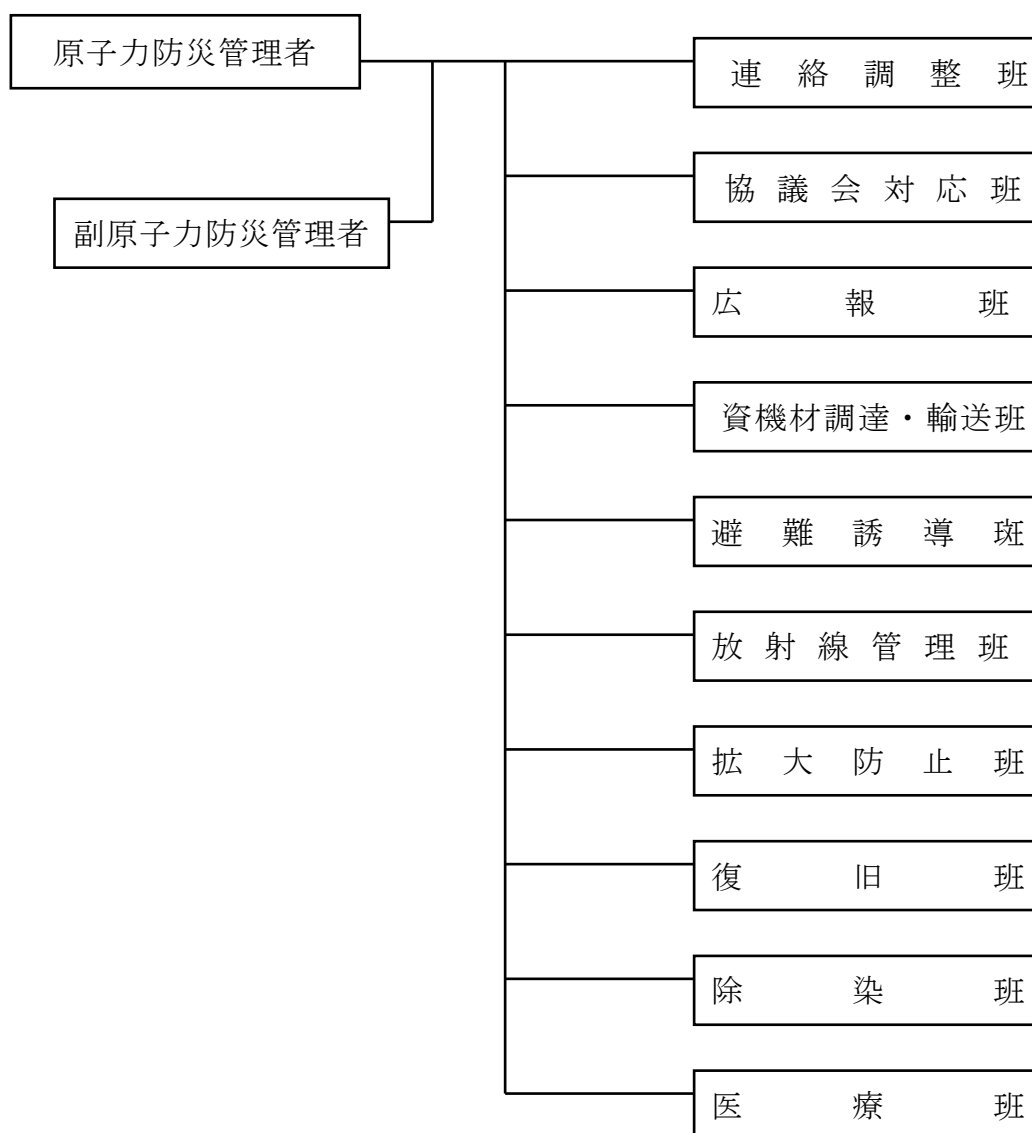 原子力防災管理者
副原子力防災管理者
連絡調整班
協議会対応班
広報班
資機材調達・輸送班
避難誘導斑
放射線管理班
拡大防止班
復旧班
除染班
医療班